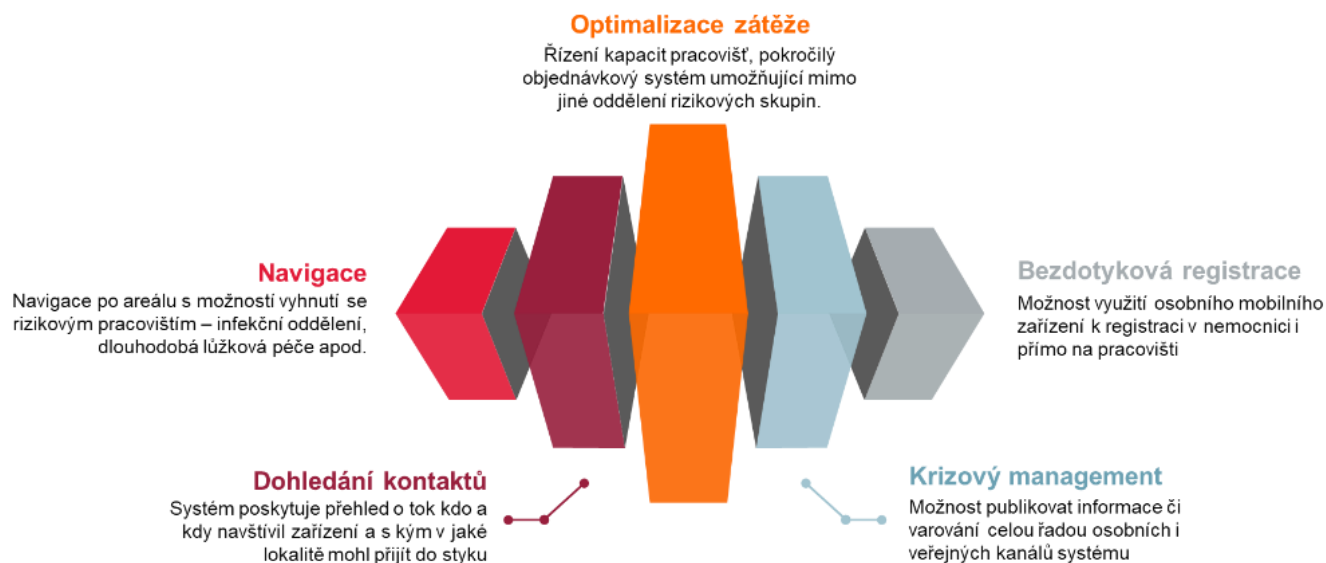 Optimalizace zátěže
Řízení kapacit pracovišť, pokročilý
objednávkový systém umožňující mimo
jiné oddělení rizikových skupin.
Navigace
Navigace po areálu s možností vyhnutí se
rizikovým pracovištím – infekční oddělení,
dlouhodobá lůžková péče apod.
Bezdotyková registrace
Možnost využití osobního mobilního
zařízení k registraci v nemocnici i
přímo na pracovišti
Dohledání kontaktů
Systém poskytuje přehled o tok kdo a
kdy navštívil zařízení a s kým v jaké
lokalitě mohl přijít do styku
Krizový management
Možnost publikovat informace či
varování celou řadou osobních i
veřejných kanálů systému